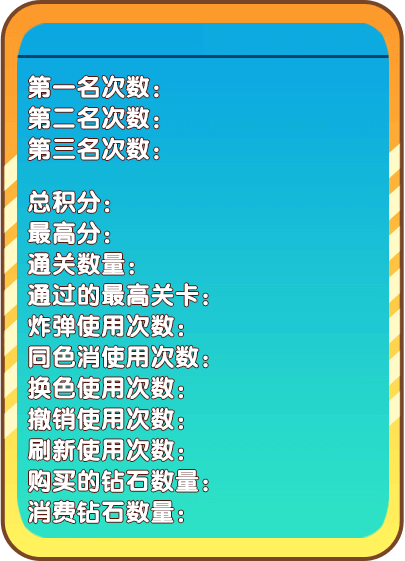 第一名次数：
第二名次数：
第三名次数：
总积分：
最高分：
通关数量：
通过的最高关卡：
炸弹使用次数：
同色消使用次数：
换色使用次数：
撤销使用次数：
刷新使用次数：
购买的钻石数量：
消费钻石数量：